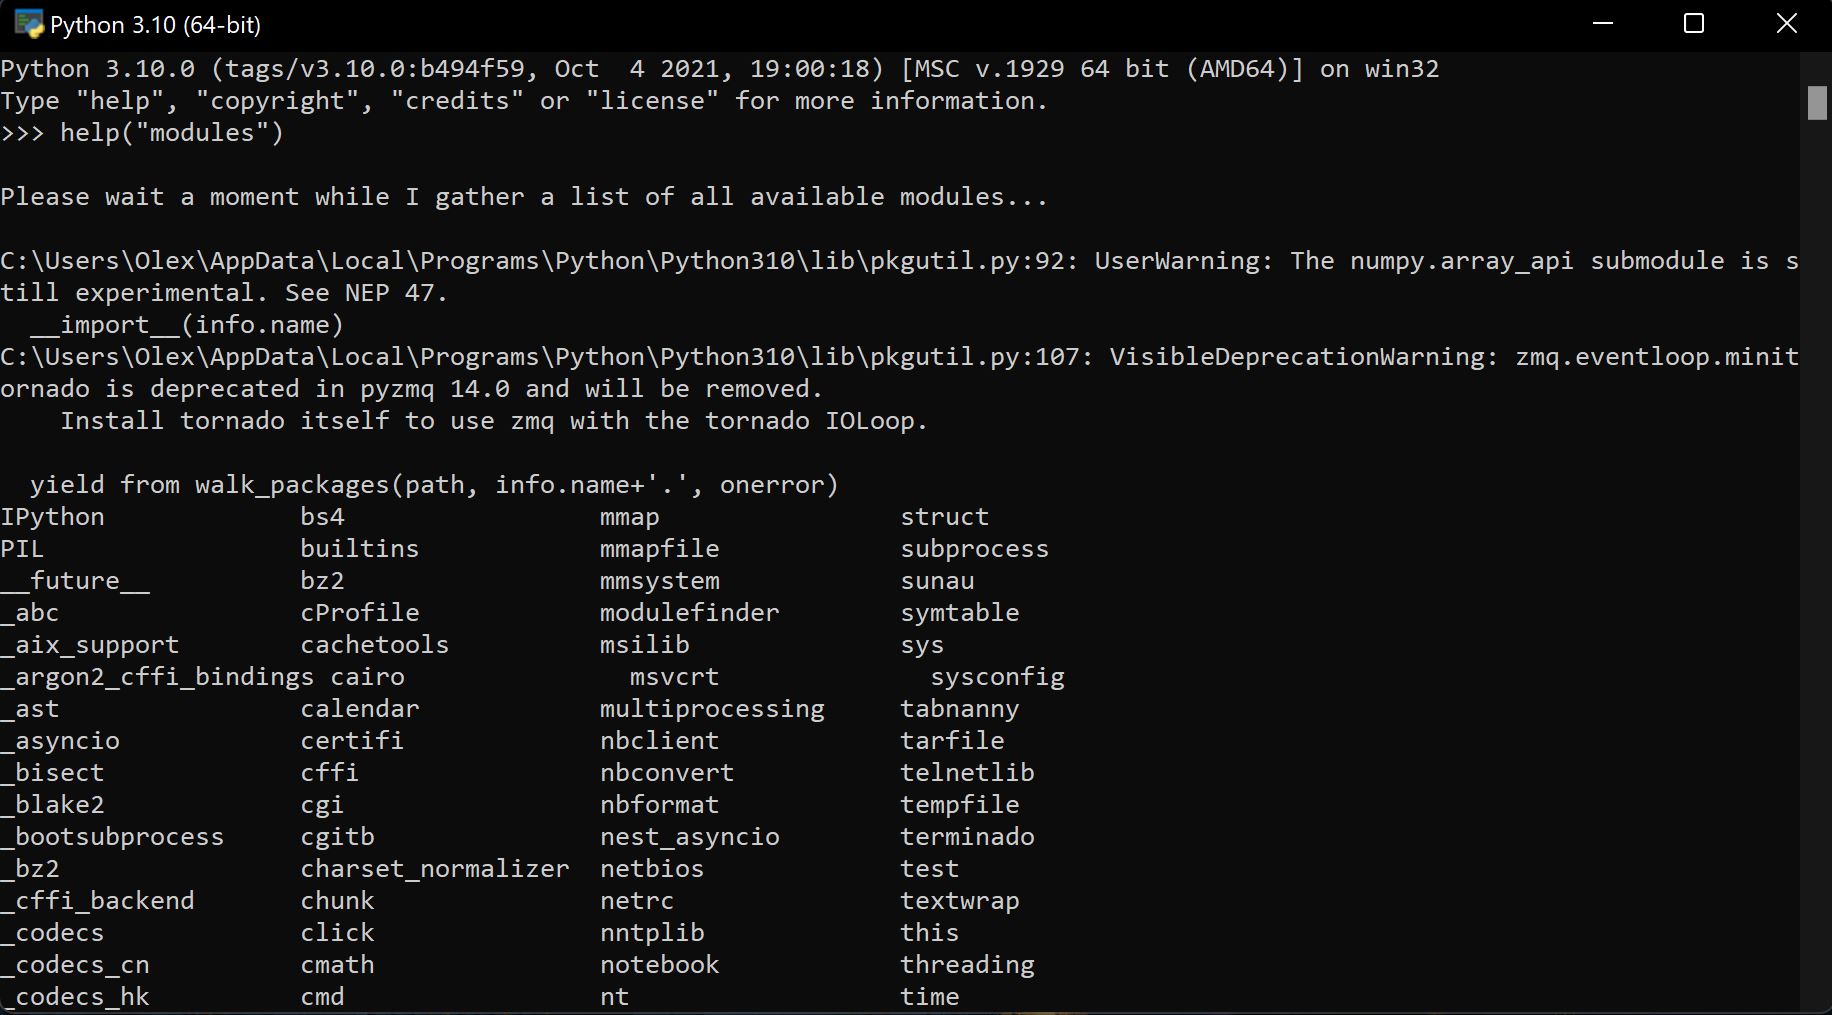 Python 3.10 (64-bit)
Python 3.10.0 (tags/v3.10.0:b494f59, Oct  4 2021, 19:00:18) [MSC v.1929 64 bit (AMD64)] on win32
Type "help", "copyright", "credits" or "license" for more information.
>>> help("modules")
Please wait a moment while I gather a list of all available modules...
C:\Users\Olex\AppData\Local\Programs\Python\Python310\lib\pkgutil.py:92: UserWarning: The numpy.array_api submodule is s
till experimental. See NEP 47.
  __import__(info.name)
C:\Users\Olex\AppData\Local\Programs\Python\Python310\lib\pkgutil.py:107: VisibleDeprecationWarning: zmq.eventloop.minit
ornado is deprecated in pyzmq 14.0 and will be removed.
    Install tornado itself to use zmq with the tornado IOLoop.
  yield from walk_packages(path, info.name+'.', onerror)
IPython             bs4                 mmap                struct
PIL                 builtins            mmapfile            subprocess
__future__          bz2                 mmsystem            sunau
_abc                cProfile            modulefinder        symtable
_aix_support        cachetools          msilib              sys
_argon2_cffi_bindings cairo               msvcrt              sysconfig
_ast                calendar            multiprocessing     tabnanny
_asyncio            certifi             nbclient            tarfile
_bisect             cffi                nbconvert           telnetlib
_blake2             cgi                 nbformat            tempfile
_bootsubprocess     cgitb               nest_asyncio        terminado
_bz2                charset_normalizer  netbios             test
_cffi_backend       chunk               netrc               textwrap
_codecs             click               nntplib             this
_codecs_cn          cmath               notebook            threading
_codecs_hk          cmd                 nt                  time